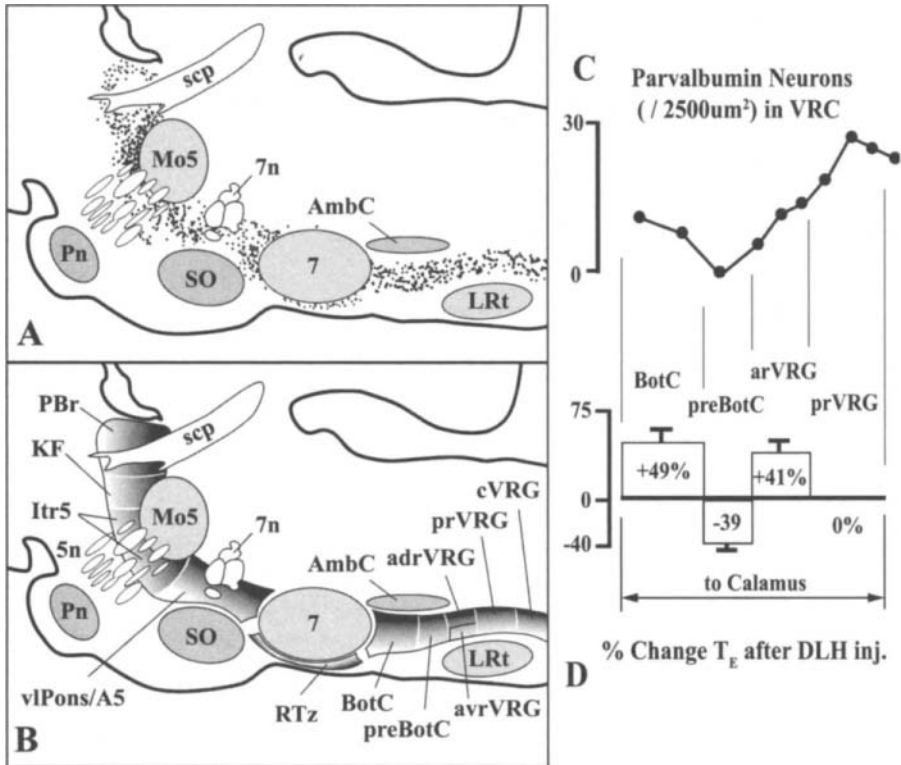 scp
Mo5
7n
AmbC
Pn
SO
7
LRt
A
PBr
scp
KF
cVRG
Itr5
Mo5
prVRG
7n
5n
adrVRG
AmbC
Pn
SO
7
LRt
vlPons/A5
RTz
BotC
preBotC
avrVRG
B
C
Parvalbumin Neurons
( / 2500um²) in VRC
30
0
BotC
arVRG
preBotC
prVRG
75
+49%
+41%
0
-39
0%
-40
to Calamus
% Change TE after DLH inj.
D